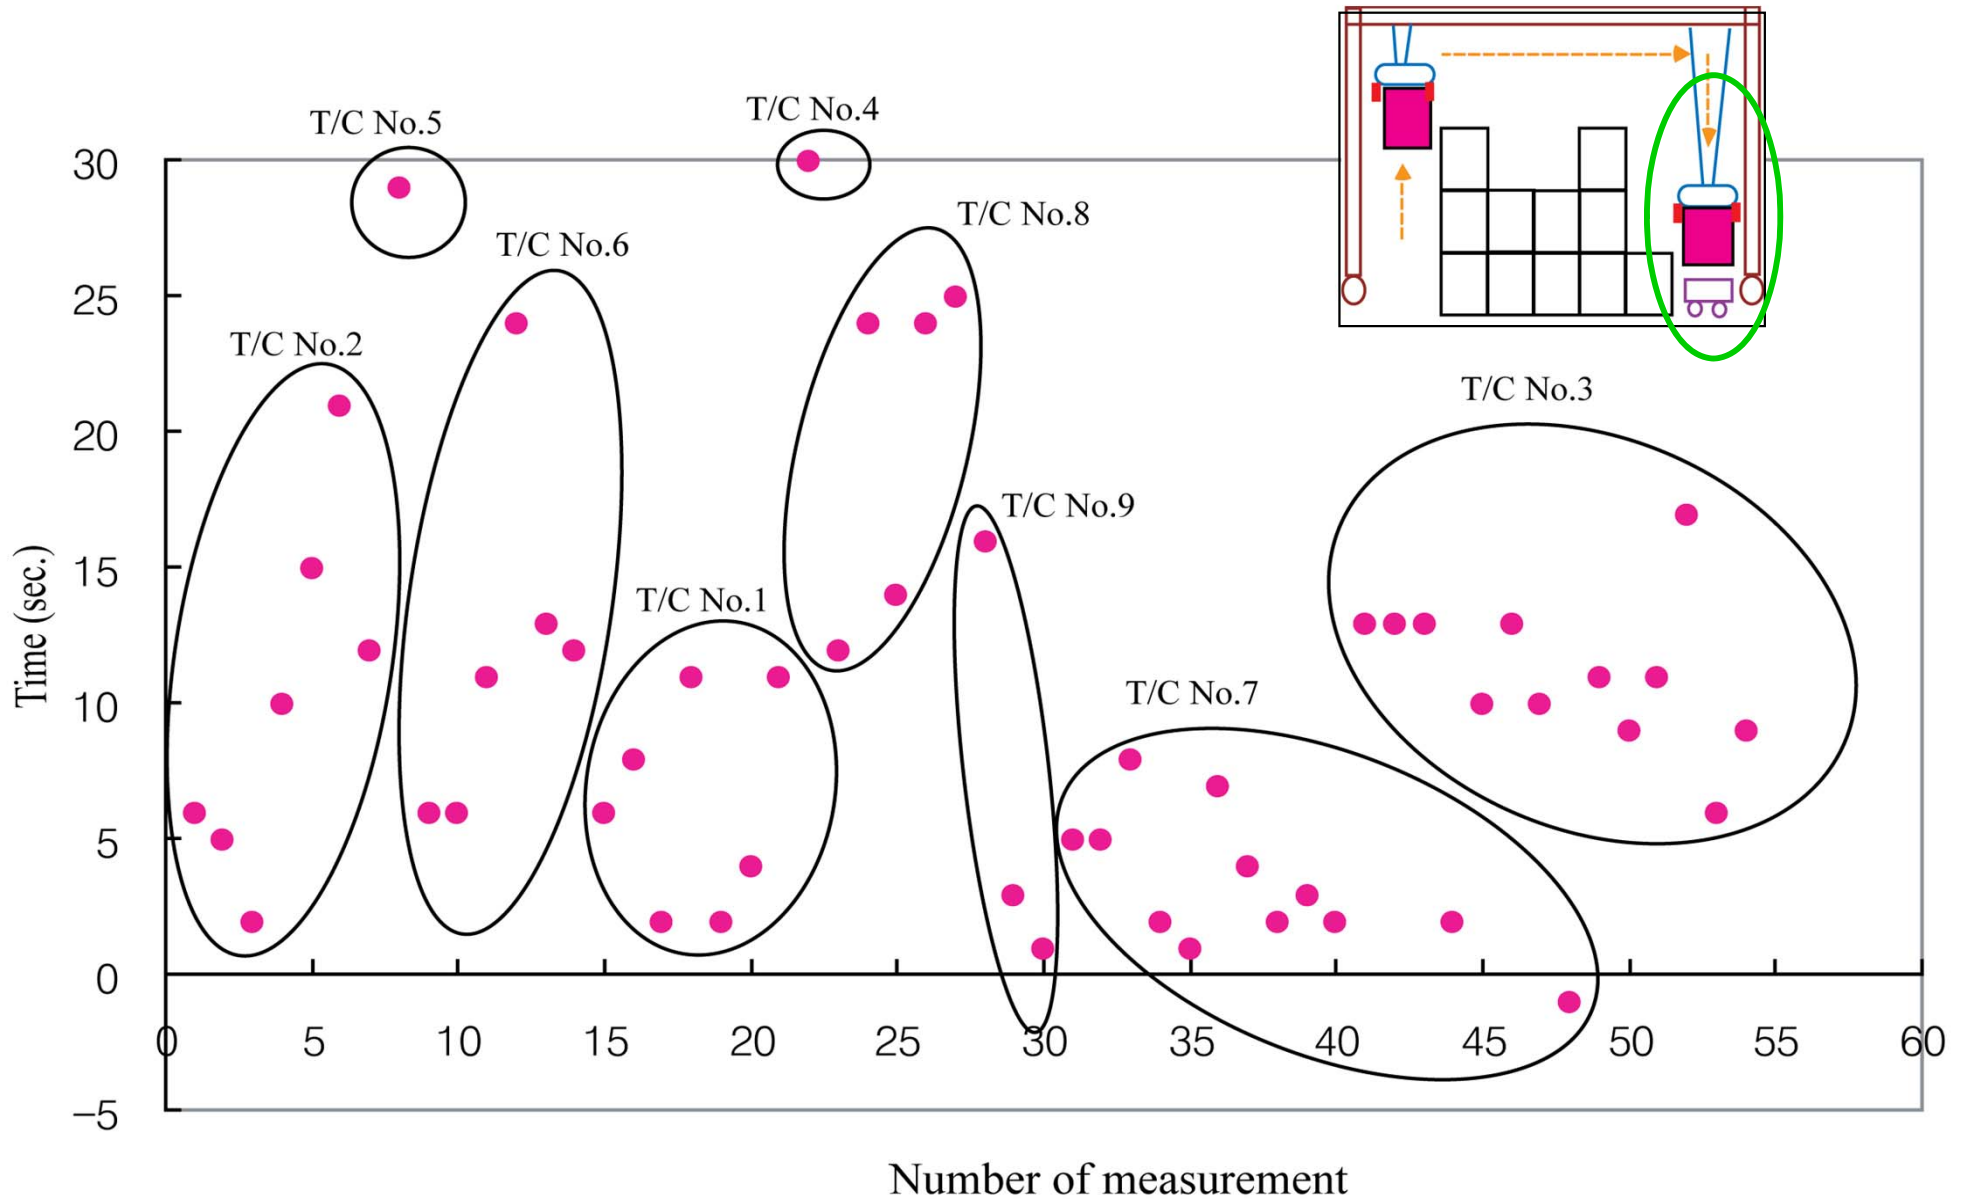 T/C No.5
T/C No.4
T/C No.8
T/C No.6
T/C No.2
T/C No.3
T/C No.9
T/C No.1
T/C No.7
30
25
20
15
10
5
0
−5
Time (sec.)
0 5 10 15 20 25 30 35 40 45 50 55 60
Number of measurement